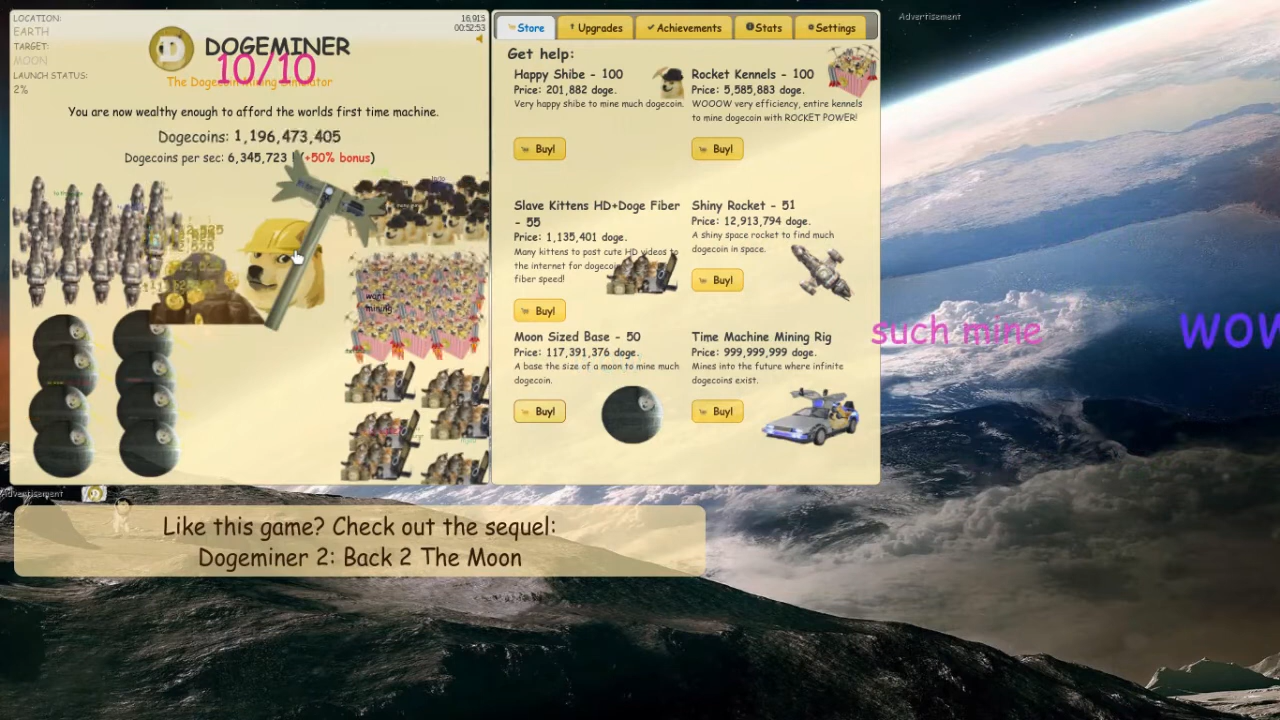 LOCATION:
EARTH
TARGET:
MOON
LAUNCH STATUS:
2%
16,915
00:52:53
DOGEMINER
10/10
The Dogecoin Mining Simulator
You are now wealthy enough to afford the worlds first time machine.
Dogecoins: 1,196,473,405
Dogecoins per sec: 6,345,723 (+50% bonus)
want
mining
Store
Upgrades
Achievements
Stats
Settings
Get help:
Happy Shibe - 100
Price: 201,882 doge.
Very happy shibe to mine much dogecoin.
Buy!
Rocket Kennels - 100
Price: 5,585,883 doge.
WOOOW very efficiency, entire kennels
to mine dogecoin with ROCKET POWER!
Buy!
Slave Kittens HD+Doge Fiber
- 55
Price: 1,135,401 doge.
Many kittens to post cute HD videos to
the internet for dogecoin
fiber speed!
Buy!
Shiny Rocket - 51
Price: 12,913,794 doge.
A shiny space rocket to find much
dogecoin in space.
Buy!
Moon Sized Base - 50
Price: 117,391,376 doge.
A base the size of a moon to mine much
dogecoin.
Buy!
Time Machine Mining Rig
Price: 999,999,999 doge.
Mines into the future where infinite
dogecoins exist.
Buy!
Advertisement
such mine
wow
Advertisement
Like this game? Check out the sequel:
Dogeminer 2: Back 2 The Moon